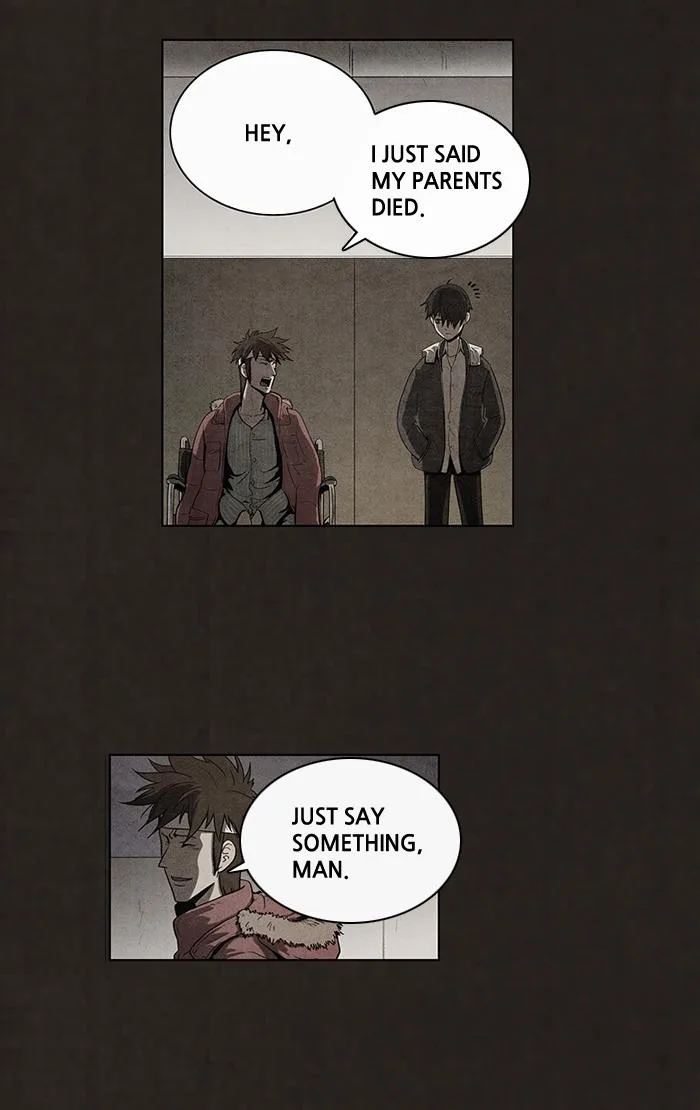 HEY,
I JUST SAID
MY PARENTS
DIED.
JUST SAY
SOMETHING,
MAN.